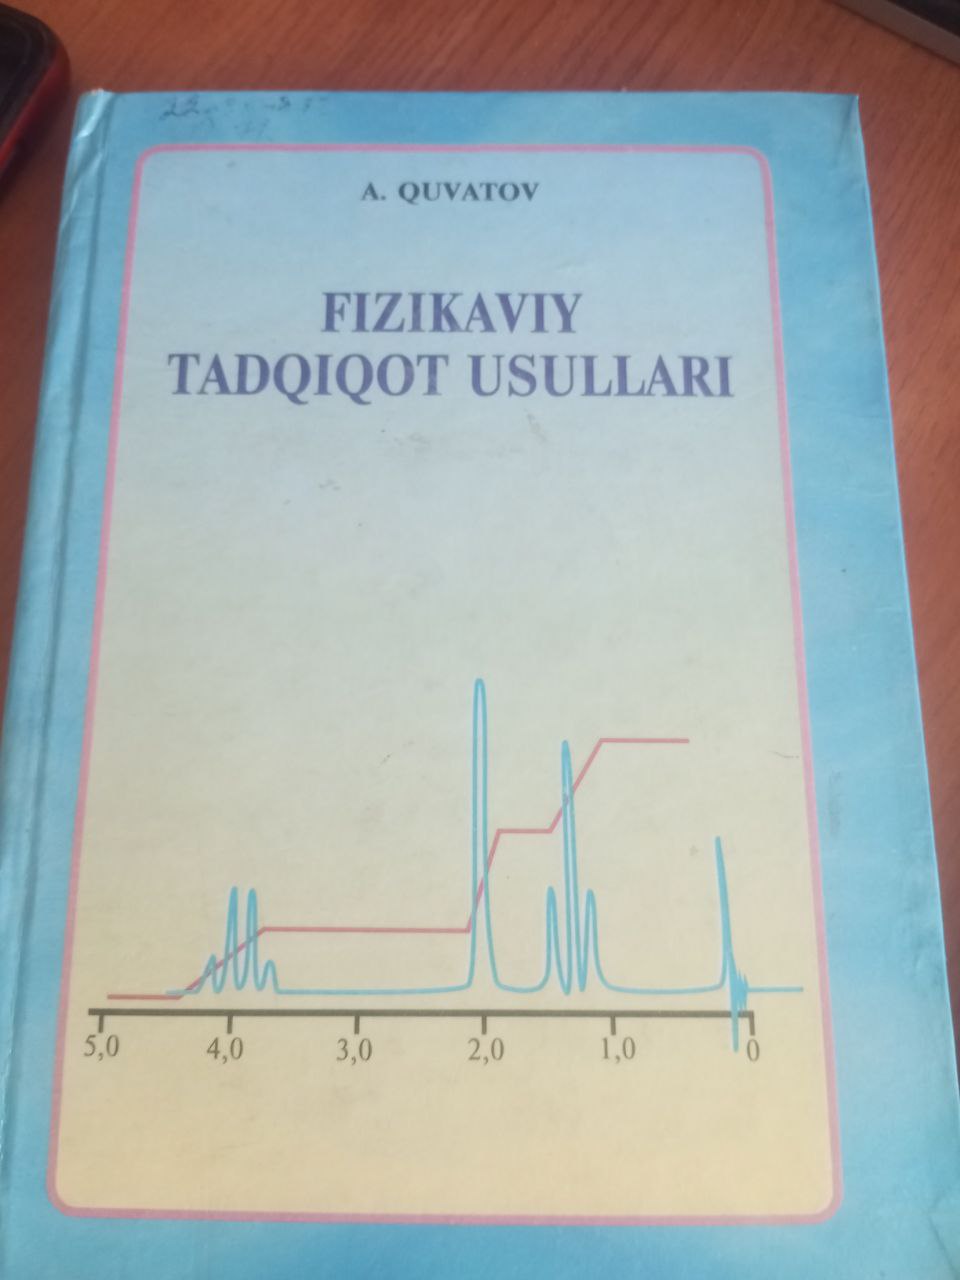 A. QUVATOV
FIZIKAVIY
TADQIQOT USULLARI
5,0 4,0 3,0 2,0 1,0 0